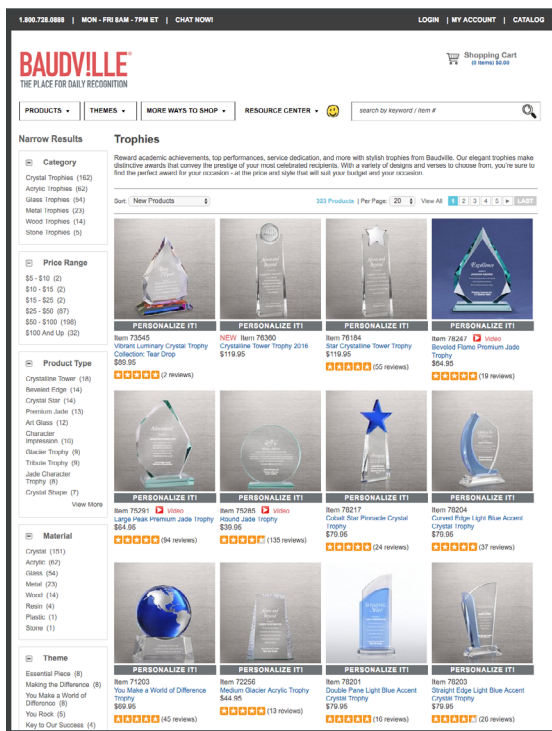 1.800.728.0888 | MON - FRI 8AM - 7PM ET | CHAT NOW!
LOGIN | MY ACCOUNT | CATALOG
BAUDV!LLE®
THE PLACE FOR DAILY RECOGNITION
Shopping Cart
(0 items) $0.00
PRODUCTS
THEMES
MORE WAYS TO SHOP
RESOURCE CENTER
search by keyword / item #
Narrow Results
Category
Crystal Trophies (162)
Acrylic Trophies (62)
Glass Trophies (54)
Metal Trophies (23)
Wood Trophies (14)
Stone Trophies (5)
Price Range
$5 - $10 (2)
$10 - $15 (2)
$15 - $25 (2)
$25 - $50 (87)
$50 - $100 (198)
$100 And Up (32)
Product Type
Crystalline Tower (18)
Beveled Edge (14)
Crystal Star (14)
Premium Jade (13)
Art Glass (12)
Character
Impression (10)
Glacier Trophy (9)
Tribute Trophy (9)
Jade Character
Trophy (8)
Crystal Shape (7)
View More
Material
Crystal (151)
Acrylic (62)
Glass (54)
Metal (23)
Wood (14)
Resin (4)
Plastic (1)
Stone (1)
Theme
Essential Piece (8)
Making the Difference (8)
You Make a World of
Difference (8)
You Rock (5)
Key to Our Success (4)
Trophies
Reward academic achievements, top performances, service dedication, and more with stylish trophies from Baudville. Our elegant trophies make
distinctive awards that convey the prestige of your most celebrated recipients. With a variety of designs and verses to choose from, you're sure to
find the perfect award for your occasion - at the price and style that will suit your budget and your occasion.
Sort: New Products
323 Products | Per Page: 20 View All 1 2 3 4 5 LAST
Excellence
PERSONALIZE IT! PERSONALIZE IT! PERSONALIZE IT! PERSONALIZE IT!
Item 73545
Vibrant Luminary Crystal Trophy
Collection: Tear Drop
$89.95
(2 reviews)
NEW Item 76360
Crystalline Tower Trophy 2016
$119.95
Item 76184
Star Crystalline Tower Trophy
$119.95
(55 reviews)
Item 78247 Video
Beveled Flame Premium Jade
Trophy
$64.95
(19 reviews)
PERSONALIZE IT! PERSONALIZE IT! PERSONALIZE IT! PERSONALIZE IT!
Item 75291 Video
Large Peak Premium Jade Trophy
$64.95
(94 reviews)
Item 75285 Video
Round Jade Trophy
$39.95
(135 reviews)
Item 78217
Cobalt Star Pinnacle Crystal
Trophy
$79.95
(24 reviews)
Item 78204
Curved Edge Light Blue Accent
Crystal Trophy
$79.95
(37 reviews)
PERSONALIZE IT! PERSONALIZE IT! PERSONALIZE IT! PERSONALIZE IT!
Item 71203
You Make a World of Difference
Trophy
$69.95
(45 reviews)
Item 72256
Medium Glacier Acrylic Trophy
$44.95
(13 reviews)
Item 78201
Double Pane Light Blue Accent
Crystal Trophy
$79.95
(16 reviews)
Item 78203
Straight Edge Light Blue Accent
Crystal Trophy
$79.95
(26 reviews)